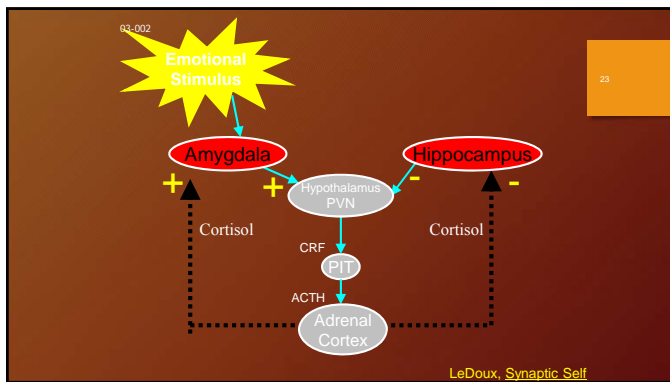 03-002
Emotional
Stimulus
23
Amygdala
Hippocampus
+
+
-
-
Hypothalamus
PVN
Cortisol
Cortisol
CRF
PIT
ACTH
Adrenal
Cortex
LeDoux, Synaptic Self